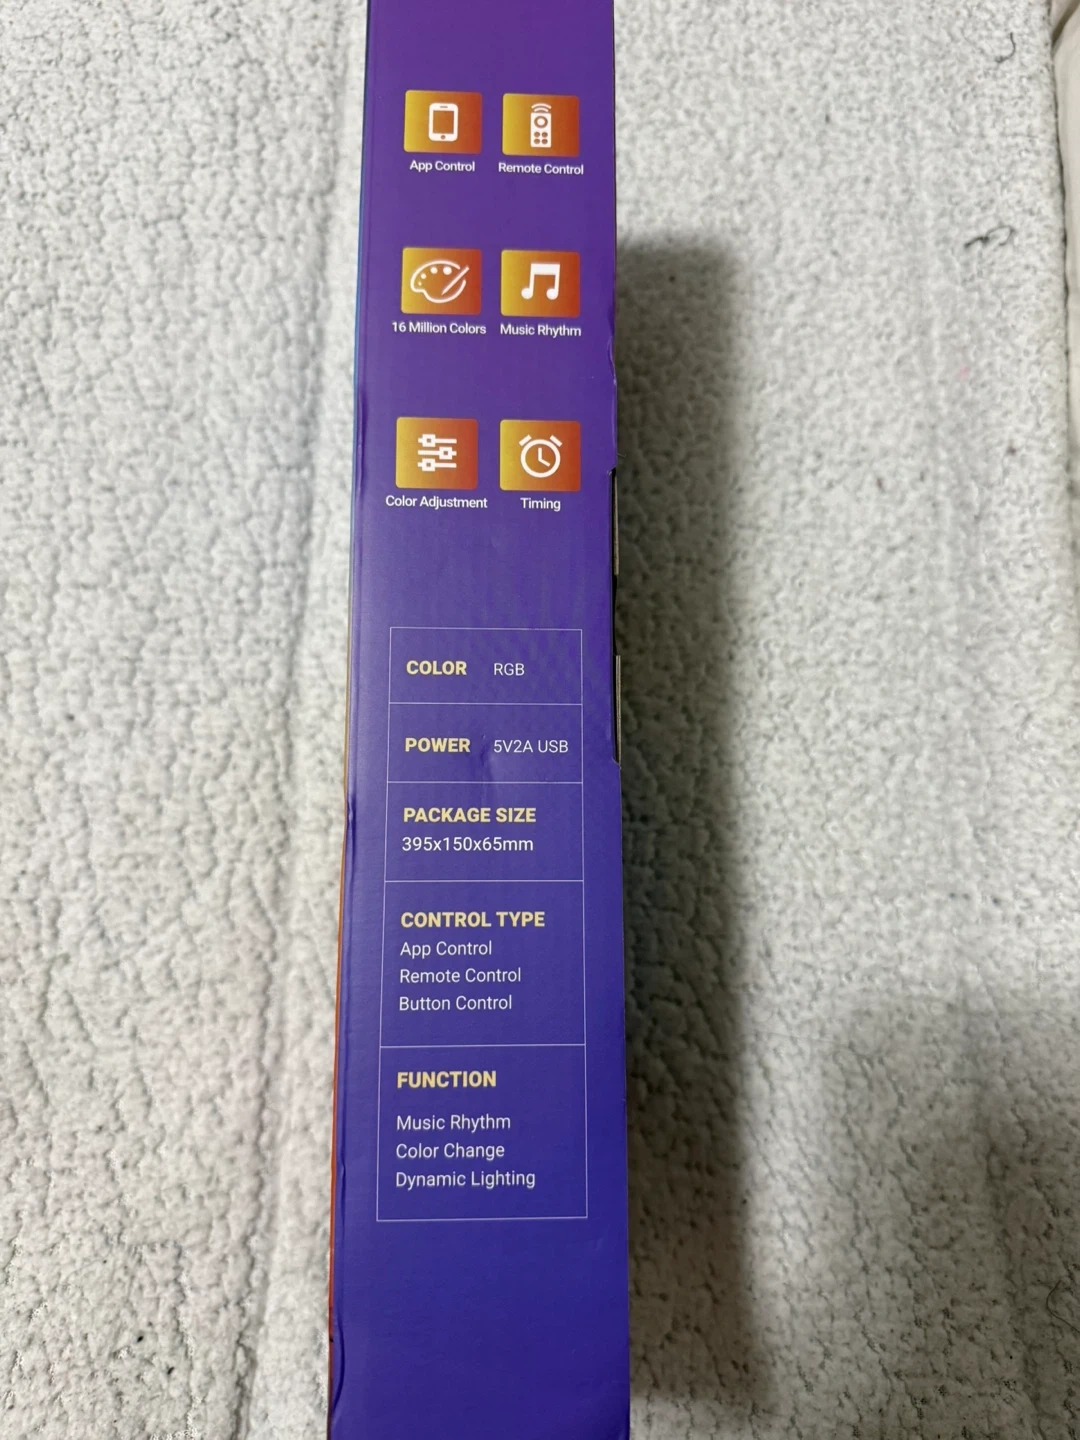 App Control
Remote Control
16 Million Colors
Music Rhythm
Color Adjustment
Timing
COLOR RGB
POWER 5V2A USB
PACKAGE SIZE
395x150x65mm
CONTROL TYPE
App Control
Remote Control
Button Control
FUNCTION
Music Rhythm
Color Change
Dynamic Lighting